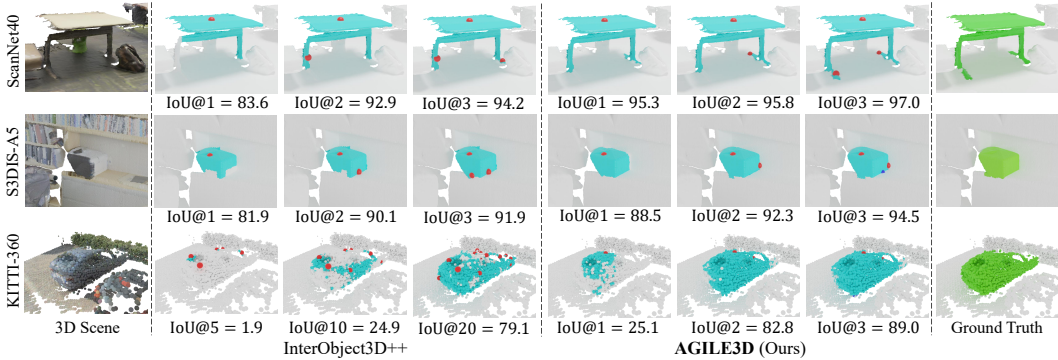 ScanNet40
IoU@1 = 83.6
IoU@2 = 92.9
IoU@3 = 94.2
IoU@1 = 95.3
IoU@2 = 95.8
IoU@3 = 97.0
S3DIS-A5
IoU@1 = 81.9
IoU@2 = 90.1
IoU@3 = 91.9
IoU@1 = 88.5
IoU@2 = 92.3
IoU@3 = 94.5
KITTI-360
3D Scene
IoU@5 = 1.9
IoU@10 = 24.9
IoU@20 = 79.1
IoU@1 = 25.1
IoU@2 = 82.8
IoU@3 = 89.0
Ground Truth
InterObject3D++
AGILE3D (Ours)